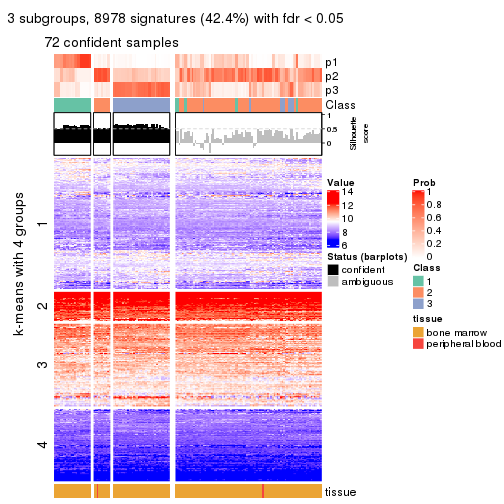 3 subgroups, 8978 signatures (42.4%) with fdr < 0.05
72 confident samples
p1
p2
p3
Class
1
0.5
0
Silhouette
score
k-means with 4 groups
1
2
3
4
tissue
Value
14
12
10
8
6
Status (barplots)
confident
ambiguous
Prob
1
0.8
0.6
0.4
0.2
0
Class
1
2
3
tissue
bone marrow
peripheral blood